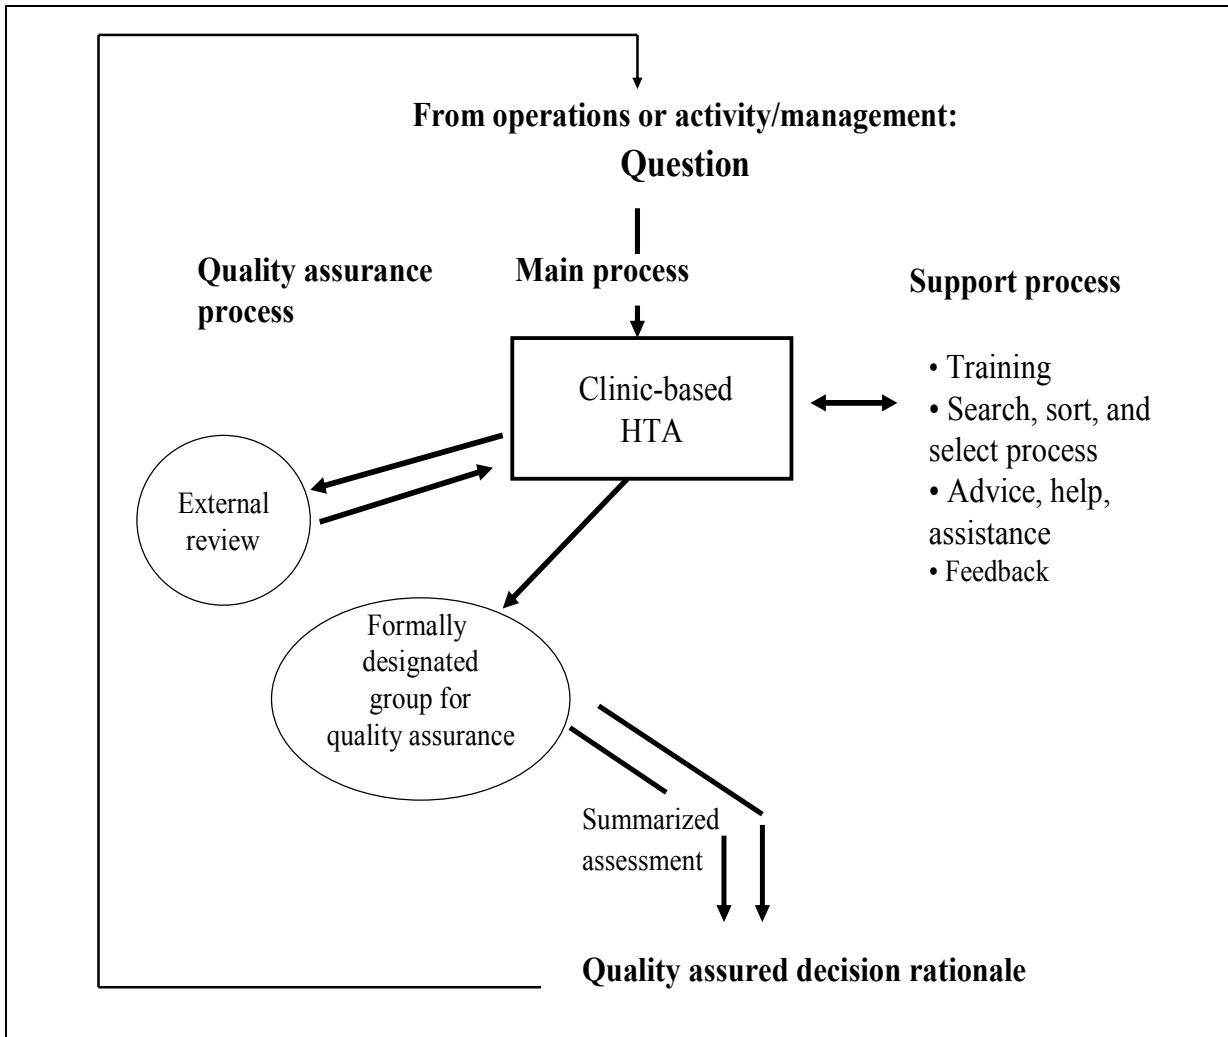 From operations or activity/management:
Question
Quality assurance
process
Main process
Support process
Clinic-based
HTA
• Training
• Search, sort, and
select process
• Advice, help,
assistance
• Feedback
External
review
Formally
designated
group for
quality assurance
Summarized
assessment
Quality assured decision rationale